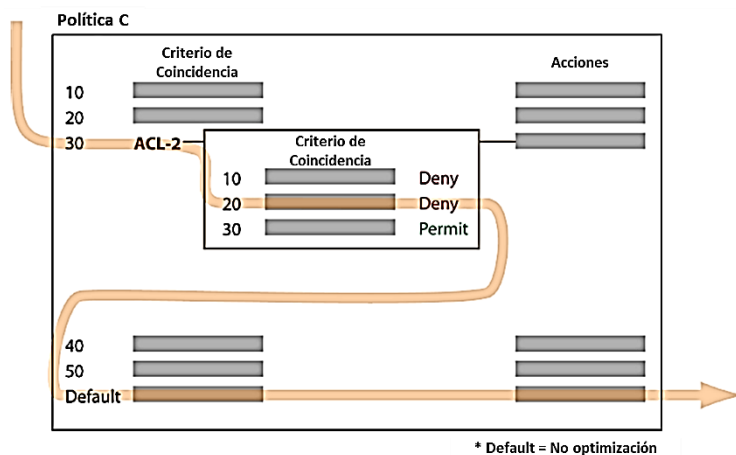 Política C
Criterio de
Coincidencia
Acciones
10
20
30 ACL-2
Criterio de
Coincidencia
10 Deny
20 Deny
30 Permit
40
50
Default
* Default = No optimización